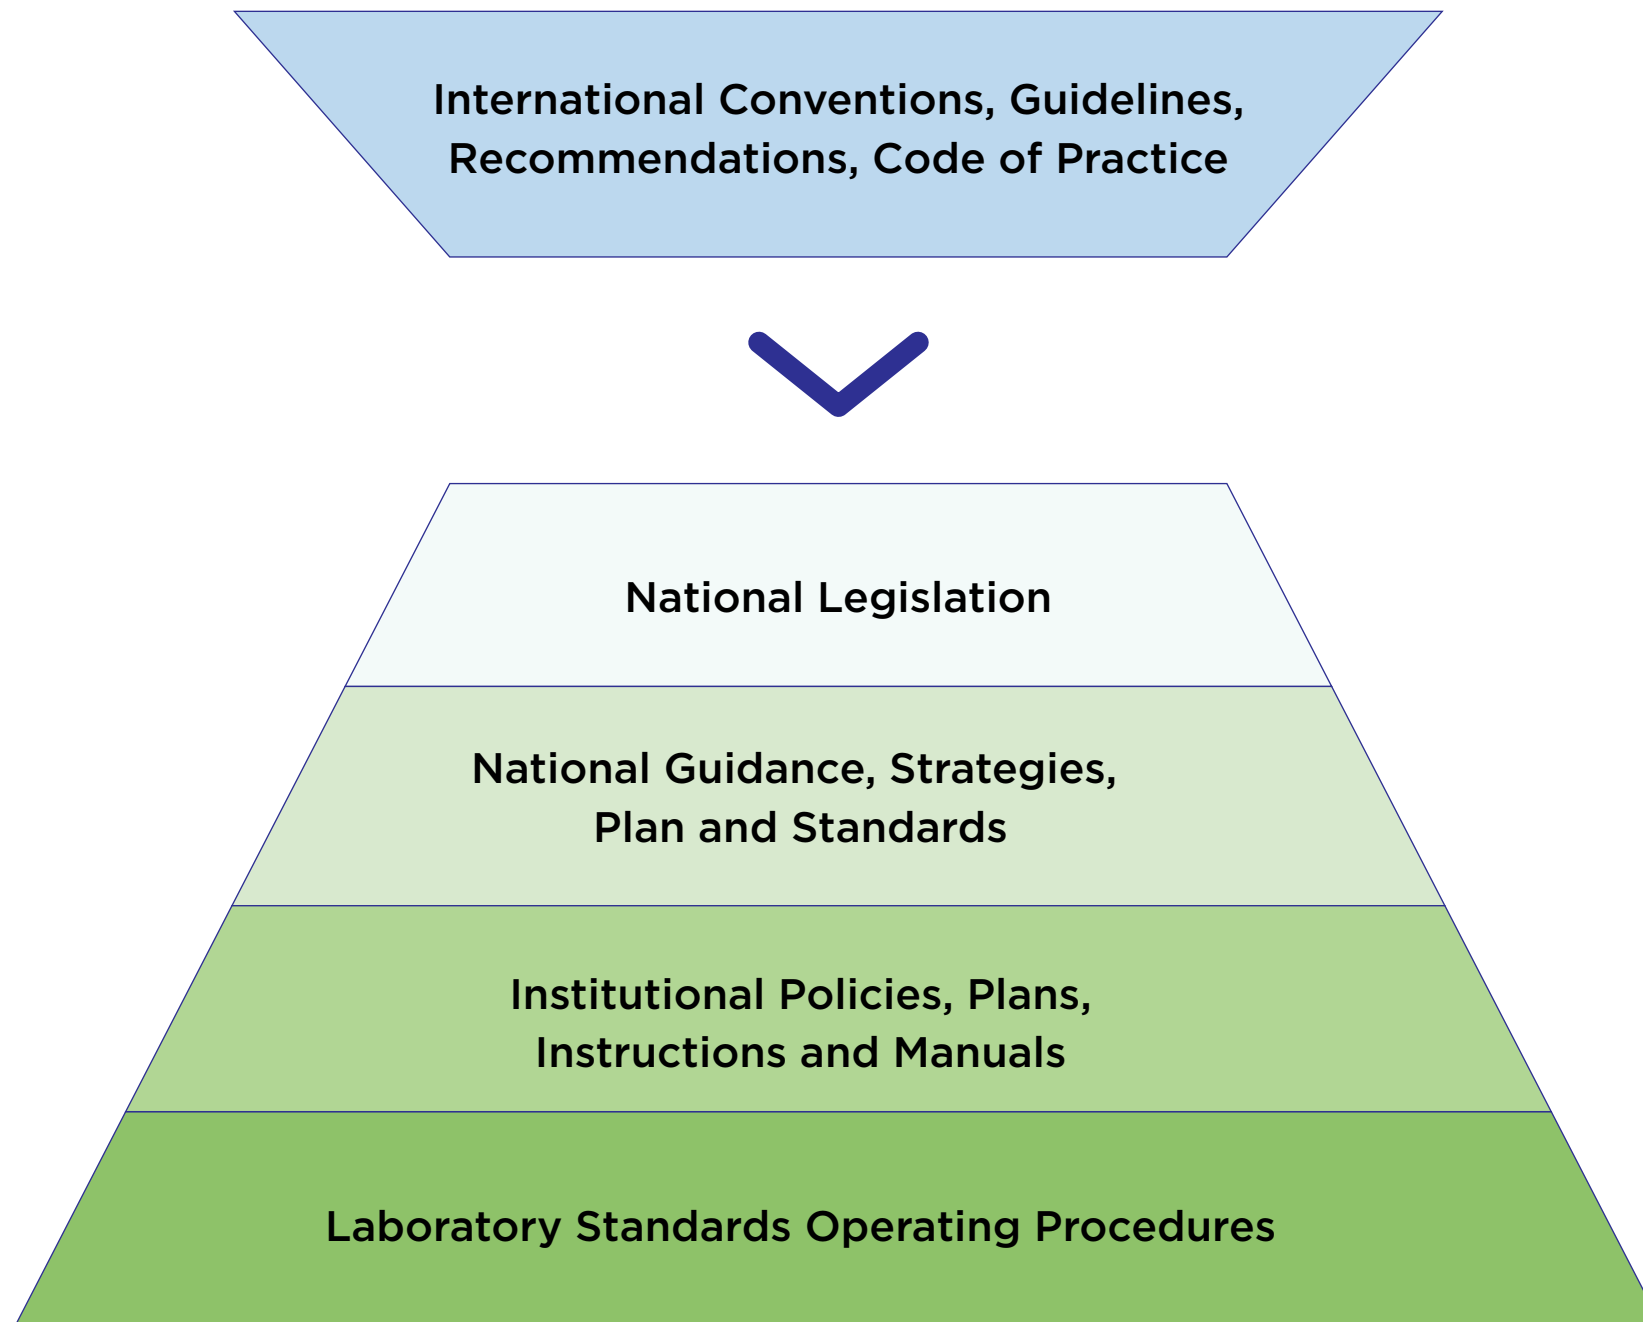 International Conventions, Guidelines,
Recommendations, Code of Practice
National Legislation
National Guidance, Strategies,
Plan and Standards
Institutional Policies, Plans,
Instructions and Manuals
Laboratory Standards Operating Procedures